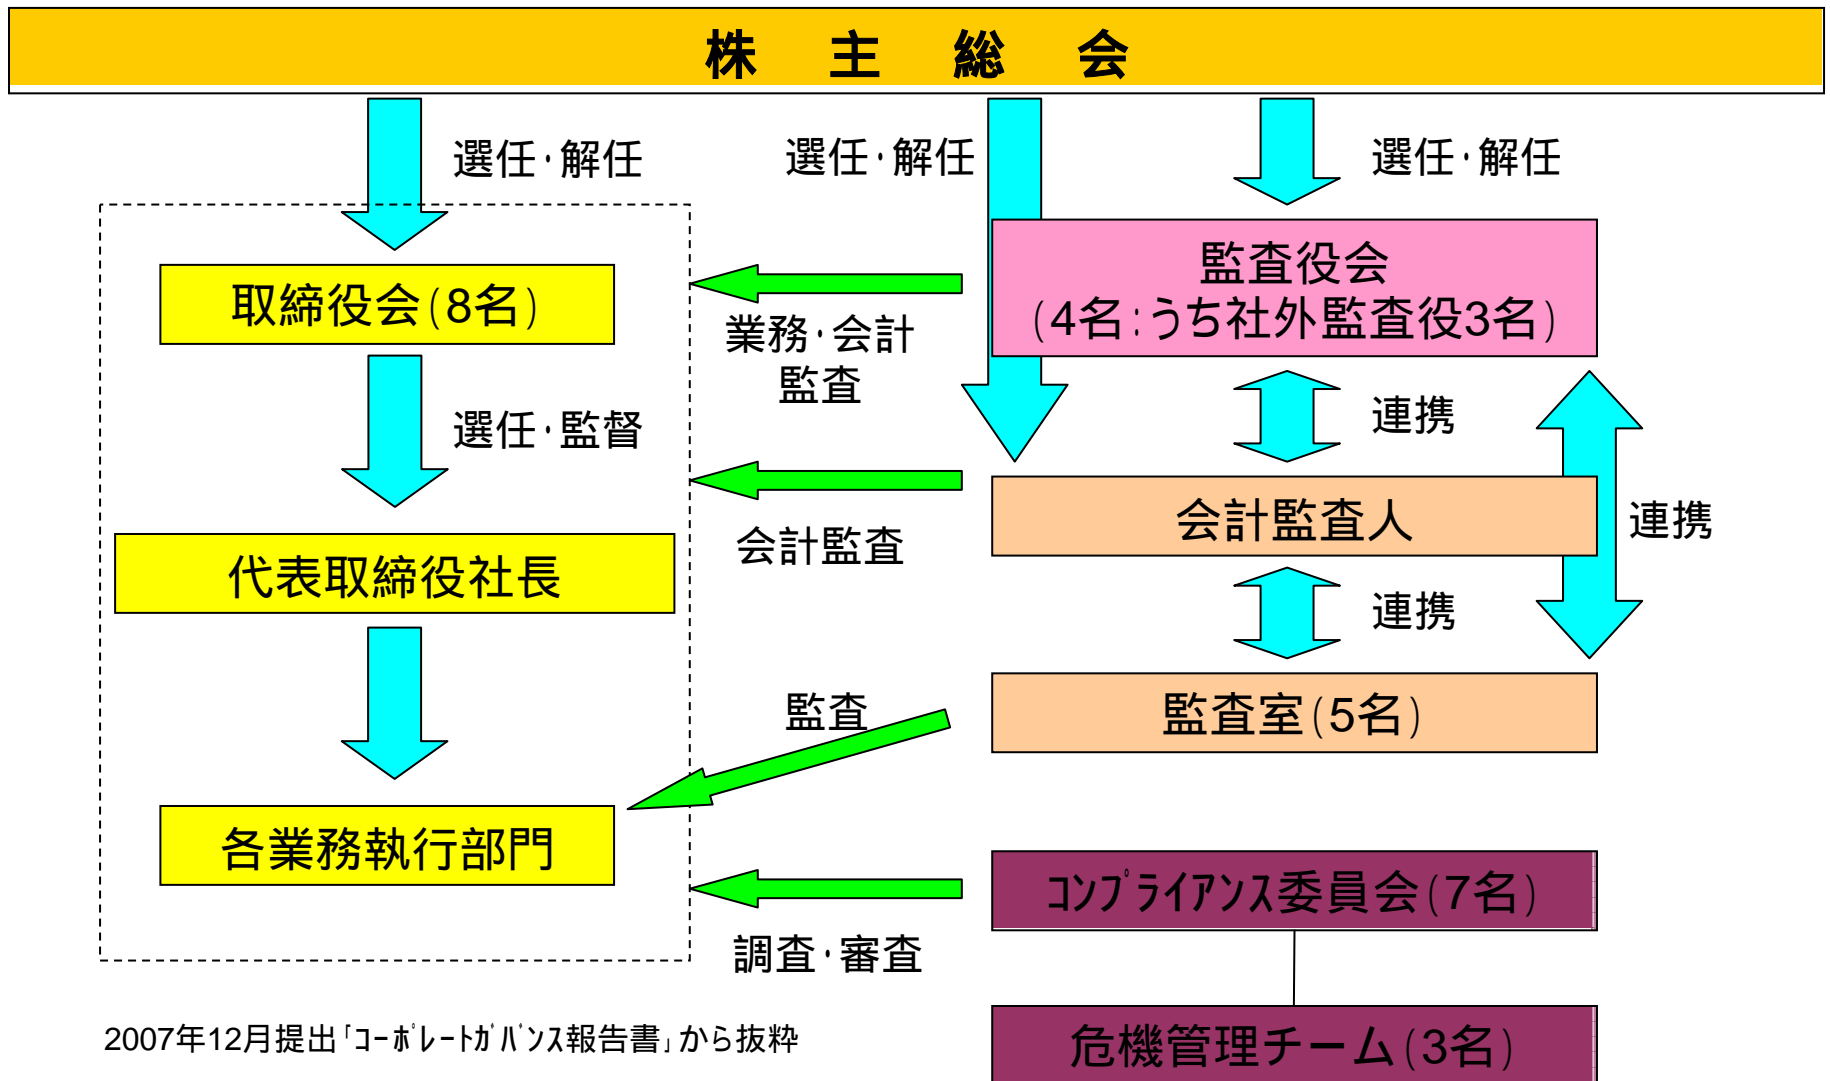 株主総会
選任・解任
選任・解任
選任・解任
取締役会(8名)
監査役会
(4名:うち社外監査役3名)
業務・会計
監査
選任・監督
連携
会計監査人
連携
会計監査
代表取締役社長
連携
監査
監査室(5名)
各業務執行部門
コンプライアンス委員会(7名)
調査・審査
2007年12月提出「コーポレートガバンス報告書」から抜粋
危機管理チーム(3名)